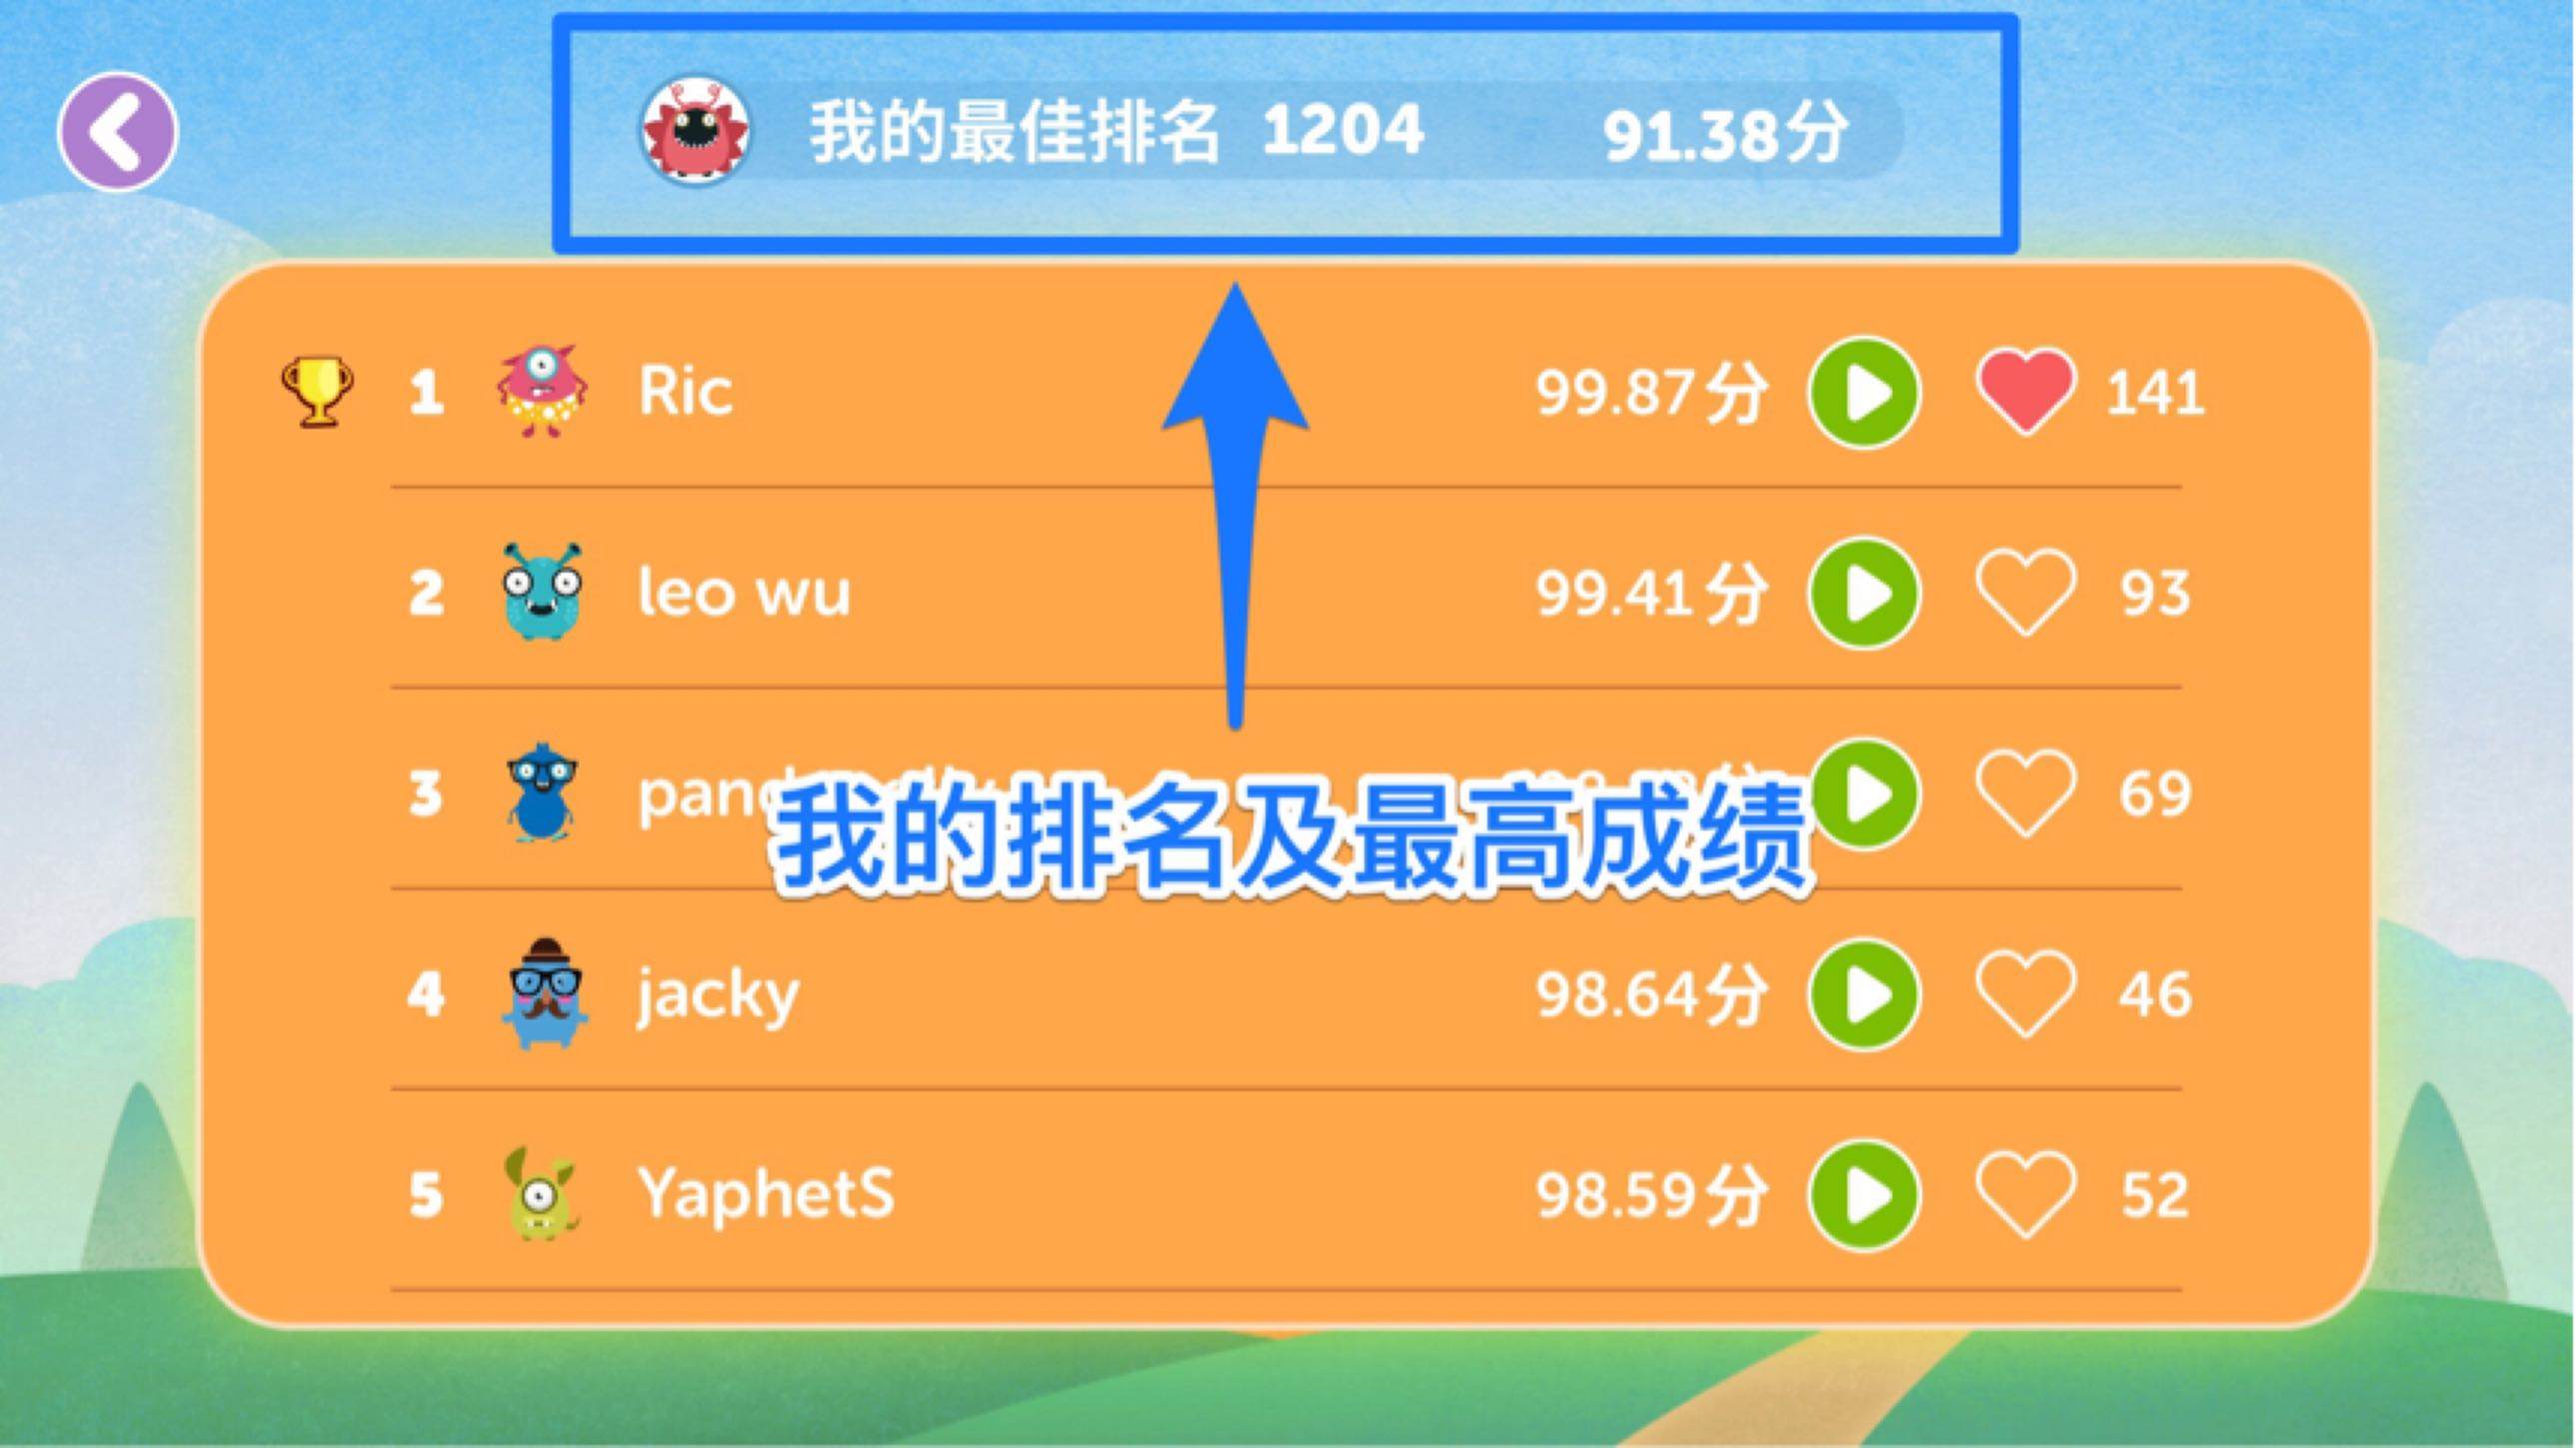 我的最佳排名 1204 91.38分
1 Ric 99.87分 141
2 leo wu 99.41分 93
3 69
我的排名及最高成绩
4 jacky 98.64分 46
5 YaphetS 98.59分 52